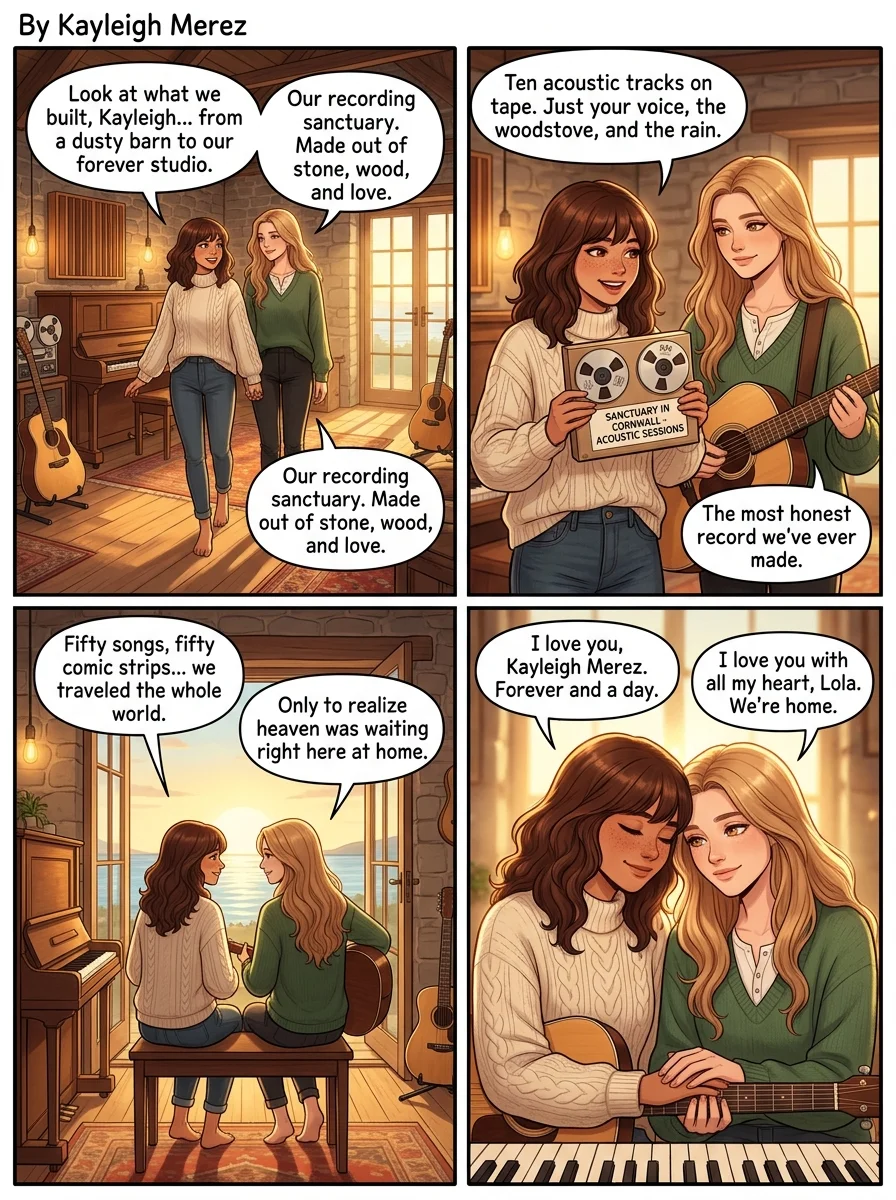 By Kayleigh Merez
Look at what we
built, Kayleigh... from
a dusty barn to our
forever studio.
Our recording
sanctuary.
Made out of
stone, wood,
and love.
Our recording
sanctuary. Made
out of stone, wood,
and love.
Ten acoustic tracks on
tape. Just your voice, the
woodstove, and the rain.
SANCTUARY IN
CORNWALL -
ACOUSTIC SESSIONS
The most honest
record we've ever
made.
Fifty songs, fifty
comic strips... we
traveled the whole
world.
Only to realize
heaven was waiting
right here at home.
I love you,
Kayleigh Merez.
Forever and a day.
I love you with
all my heart, Lola.
We're home.